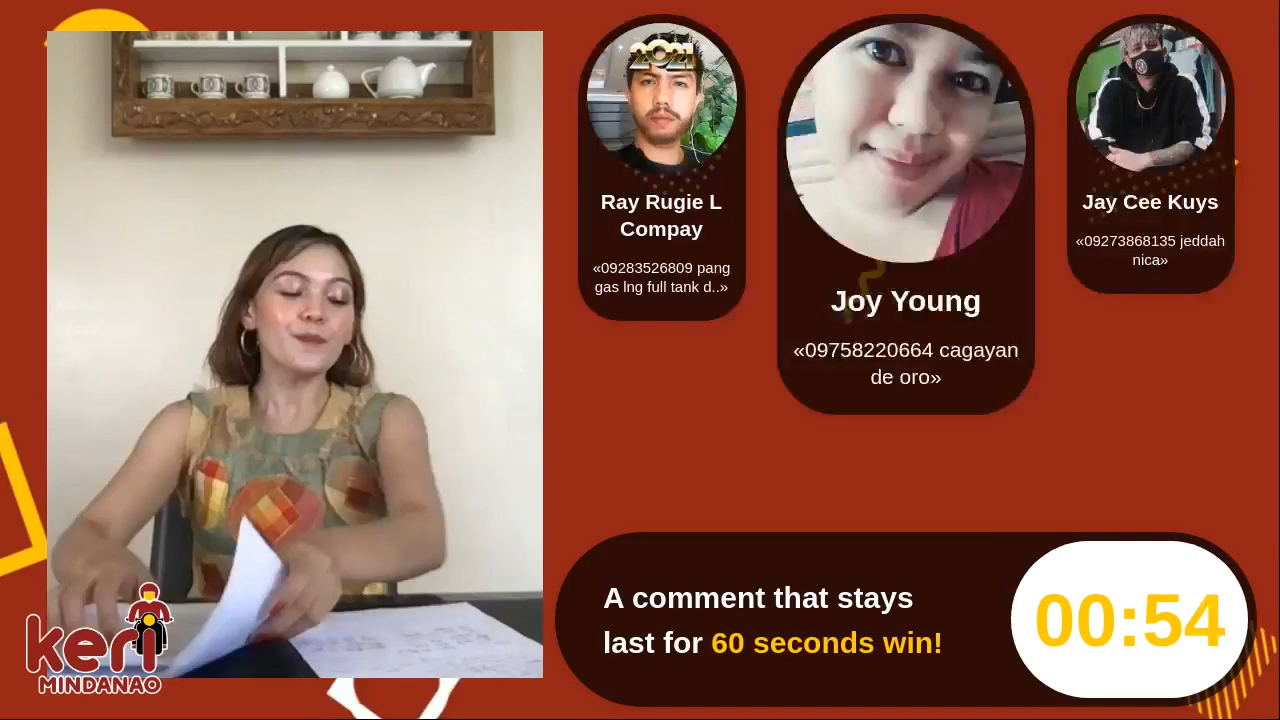 2021
Ray Rugie L
Compay
«09283526809 pang
gas lng full tank d..»
Joy Young
«09758220664 cagayan
de oro»
Jay Cee Kuys
«09273868135 jeddah
nica»
A comment that stays
last for 60 seconds win!
00:54
keri
MINDANAO